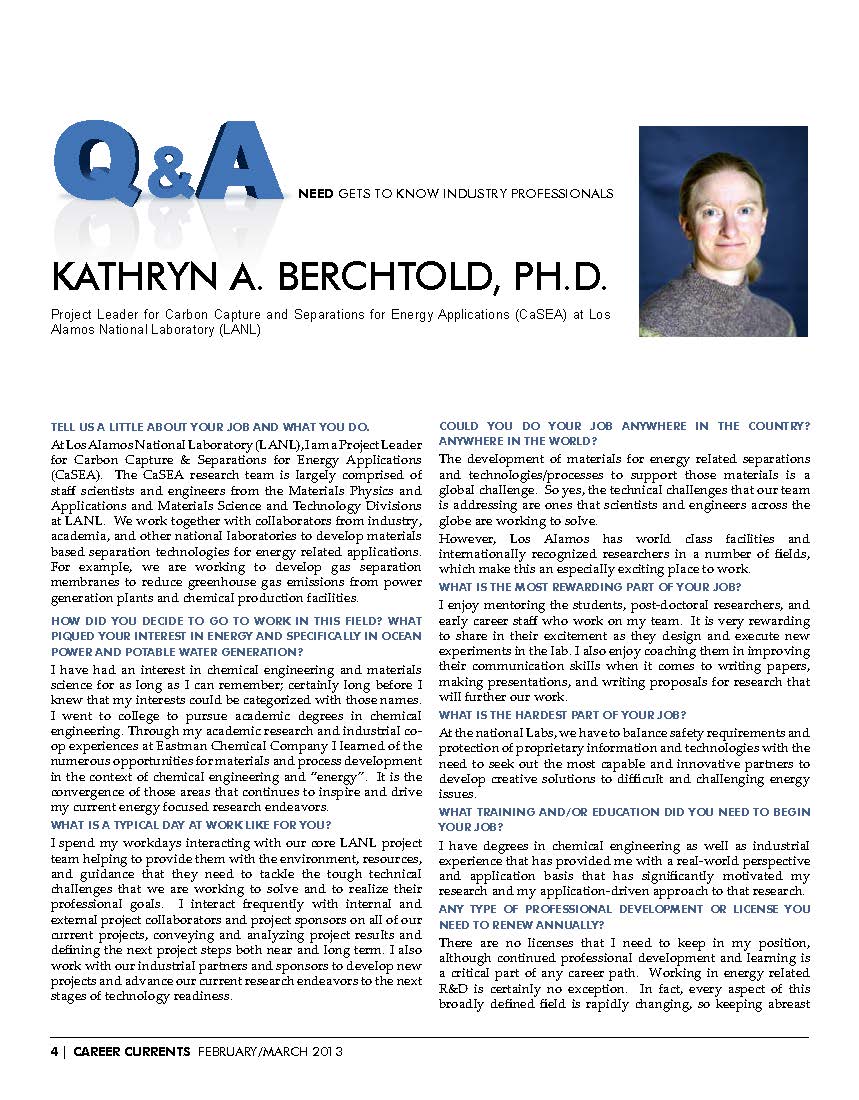 Q&A
NEED GETS TO KNOW INDUSTRY PROFESSIONALS
KATHRYN A. BERCHTOLD, PH.D.
Project Leader for Carbon Capture and Separations for Energy Applications (CaSEA) at Los
Alamos National Laboratory (LANL)
TELL US A LITTLE ABOUT YOUR JOB AND WHAT YOU DO.
At Los Alamos National Laboratory (LANL), I am a Project Leader
for Carbon Capture & Separations for Energy Applications
(CaSEA). The CaSEA research team is largely comprised of
staff scientists and engineers from the Materials Physics and
Applications and Materials Science and Technology Divisions
at LANL. We work together with collaborators from industry,
academia, and other national laboratories to develop materials
based separation technologies for energy related applications.
For example, we are working to develop gas separation
membranes to reduce greenhouse gas emissions from power
generation plants and chemical production facilities.
HOW DID YOU DECIDE TO GO TO WORK IN THIS FIELD? WHAT
PIQUED YOUR INTEREST IN ENERGY AND SPECIFICALLY IN OCEAN
POWER AND POTABLE WATER GENERATION?
I have had an interest in chemical engineering and materials
science for as long as I can remember; certainly long before I
knew that my interests could be categorized with those names.
I went to college to pursue academic degrees in chemical
engineering. Through my academic research and industrial co-
op experiences at Eastman Chemical Company I learned of the
numerous opportunities for materials and process development
in the context of chemical engineering and “energy”. It is the
convergence of those areas that continues to inspire and drive
my current energy focused research endeavors.
WHAT IS A TYPICAL DAY AT WORK LIKE FOR YOU?
I spend my workdays interacting with our core LANL project
team helping to provide them with the environment, resources,
and guidance that they need to tackle the tough technical
challenges that we are working to solve and to realize their
professional goals. I interact frequently with internal and
external project collaborators and project sponsors on all of our
current projects, conveying and analyzing project results and
defining the next project steps both near and long term. I also
work with our industrial partners and sponsors to develop new
projects and advance our current research endeavors to the next
stages of technology readiness.
COULD YOU DO YOUR JOB ANYWHERE IN THE COUNTRY?
ANYWHERE IN THE WORLD?
The development of materials for energy related separations
and technologies/processes to support those materials is a
global challenge. So yes, the technical challenges that our team
is addressing are ones that scientists and engineers across the
globe are working to solve.
However, Los Alamos has world class facilities and
internationally recognized researchers in a number of fields,
which make this an especially exciting place to work.
WHAT IS THE MOST REWARDING PART OF YOUR JOB?
I enjoy mentoring the students, post-doctoral researchers, and
early career staff who work on my team. It is very rewarding
to share in their excitement as they design and execute new
experiments in the lab. I also enjoy coaching them in improving
their communication skills when it comes to writing papers,
making presentations, and writing proposals for research that
will further our work.
WHAT IS THE HARDEST PART OF YOUR JOB?
At the national Labs, we have to balance safety requirements and
protection of proprietary information and technologies with the
need to seek out the most capable and innovative partners to
develop creative solutions to difficult and challenging energy
issues.
WHAT TRAINING AND/OR EDUCATION DID YOU NEED TO BEGIN
YOUR JOB?
I have degrees in chemical engineering as well as industrial
experience that has provided me with a real-world perspective
and application basis that has significantly motivated my
research and my application-driven approach to that research.
ANY TYPE OF PROFESSIONAL DEVELOPMENT OR LICENSE YOU
NEED TO RENEW ANNUALLY?
There are no licenses that I need to keep in my position,
although continued professional development and learning is
a critical part of any career path. Working in energy related
R&D is certainly no exception. In fact, every aspect of this
broadly defined field is rapidly changing, so keeping abreast
4 | CAREER CURRENTS FEBRUARY/MARCH 2013